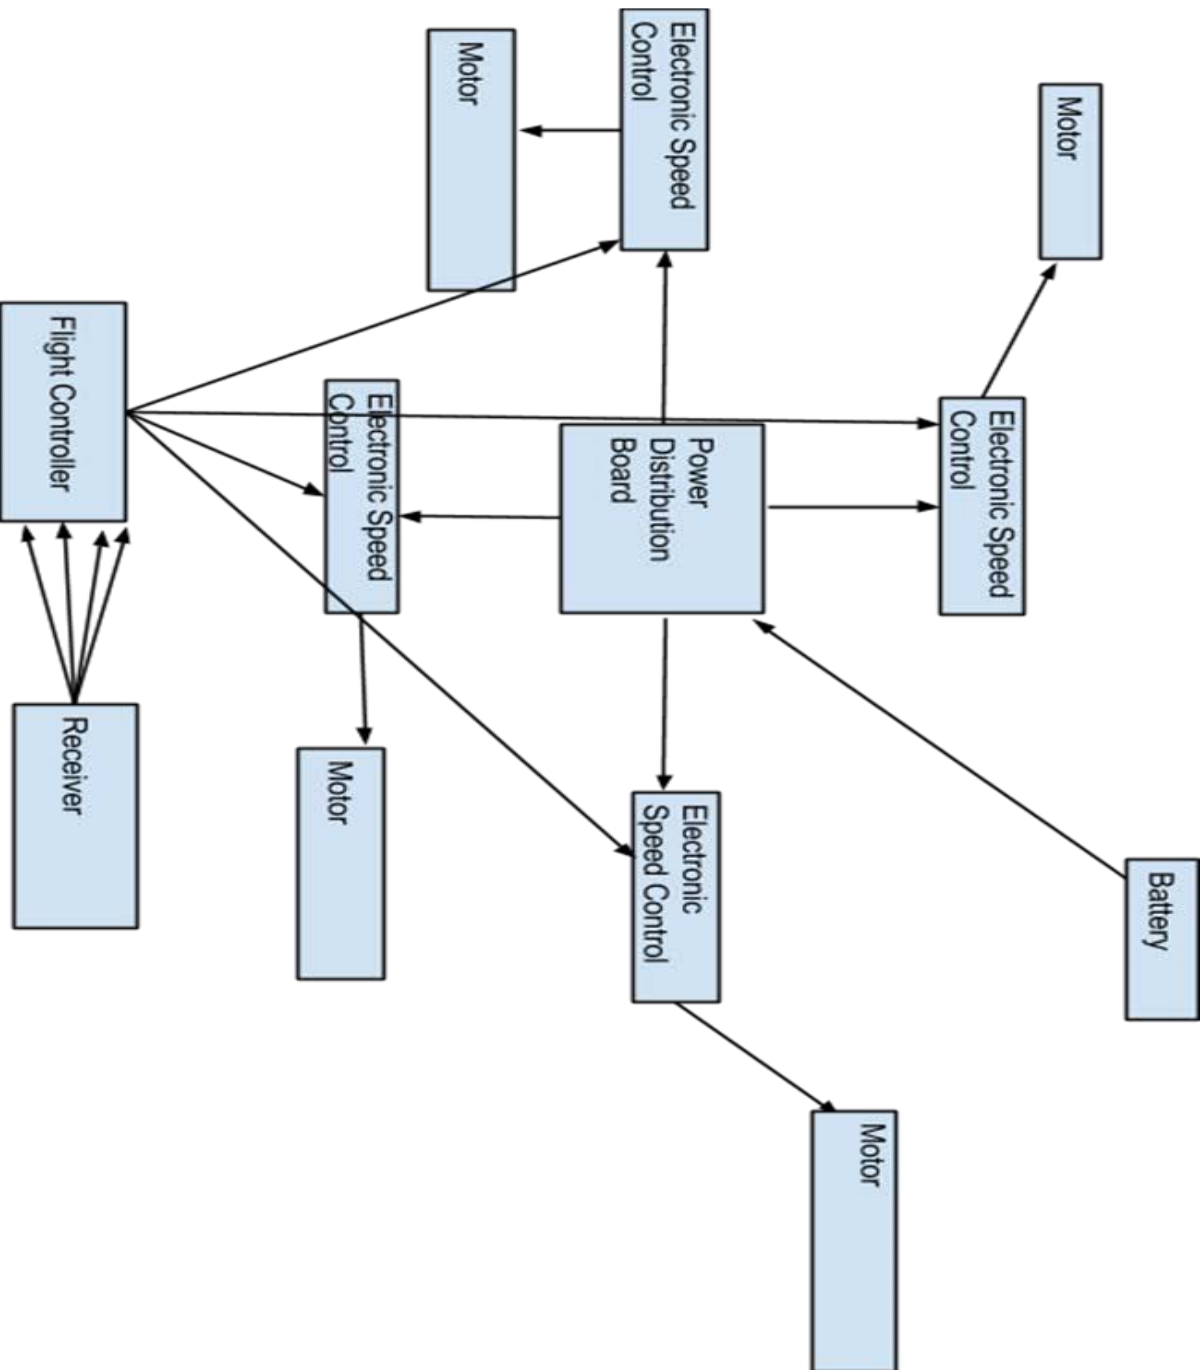 Battery
Motor
Electronic Speed
Control
Motor
Electronic Speed
Control
Power
Distribution
Board
Electronic
Speed Control
Motor
Electronic Speed
Control
Motor
Flight Controller
Receiver